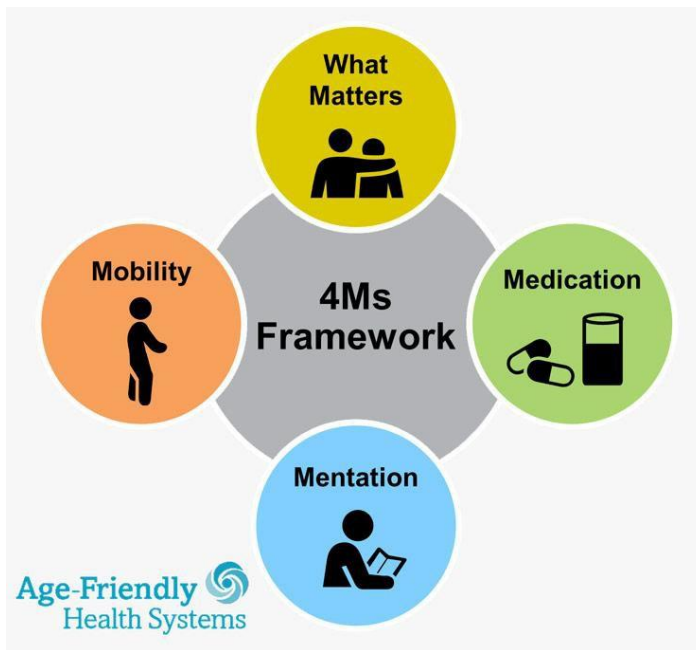 What
Matters
Mobility
4Ms
Framework
Medication
Mentation
Age-Friendly
Health Systems